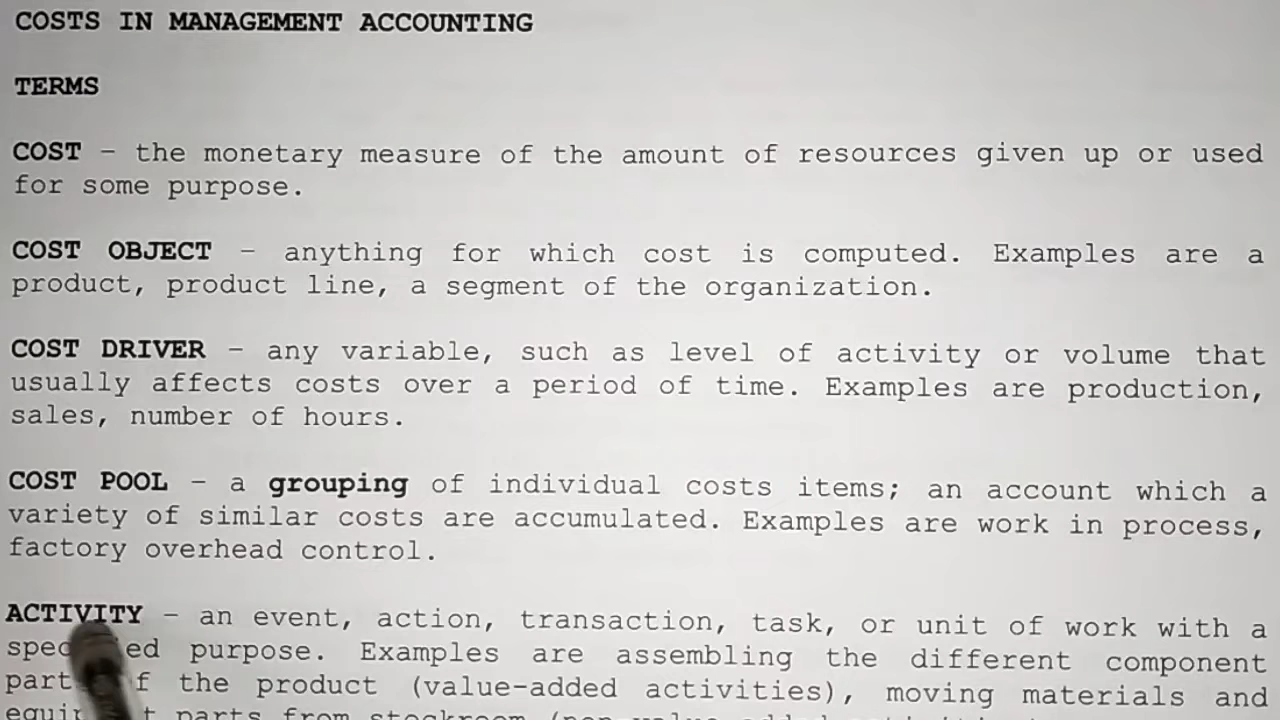 COSTS IN MANAGEMENT ACCOUNTING
TERMS
COST – the monetary measure of the amount of resources given up or used
for some purpose.
COST OBJECT – anything for which cost is computed. Examples are a
product, product line, a segment of the organization.
COST DRIVER – any variable, such as level of activity or volume that
usually affects costs over a period of time. Examples are production,
sales, number of hours.
COST POOL – a grouping of individual costs items; an account which a
variety of similar costs are accumulated. Examples are work in process,
factory overhead control.
ACTIVITY – an event, action, transaction, task, or unit of work with a
purpose. Examples are assembling the different component
the product (value-added activities), moving materials and
parts from stockroom